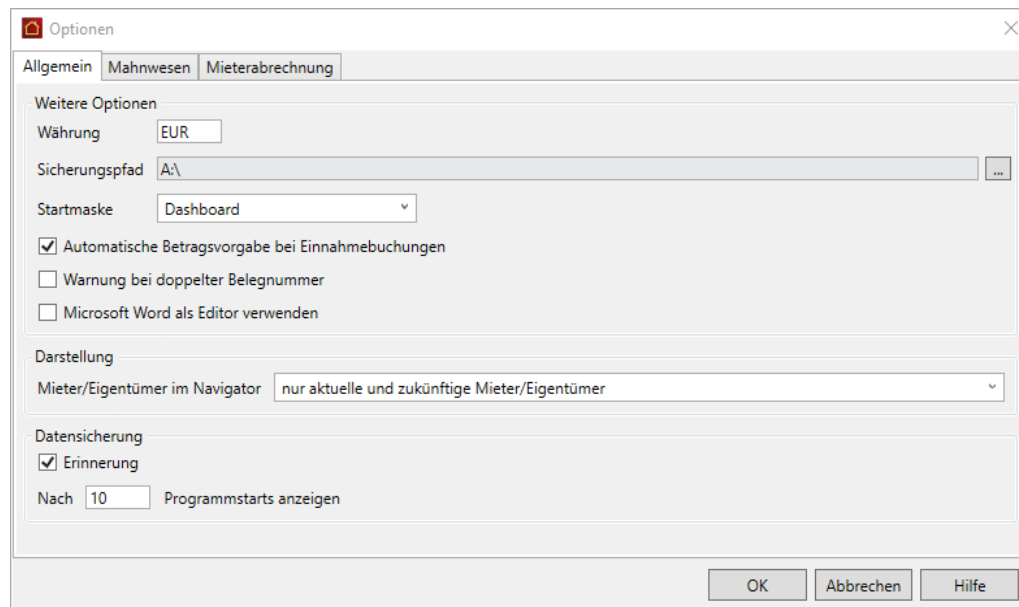 Optionen
Allgemein Mahnwesen Mieterabrechnung
Weitere Optionen
Währung EUR
Sicherungspfad A:\ ...
Startmaske Dashboard
Automatische Betragsvorgabe bei Einnahmebuchungen
Warnung bei doppelter Belegnummer
Microsoft Word als Editor verwenden
Darstellung
Mieter/Eigentümer im Navigator nur aktuelle und zukünftige Mieter/Eigentümer
Datensicherung
Erinnerung
Nach 10 Programmstarts anzeigen
OK Abbrechen Hilfe